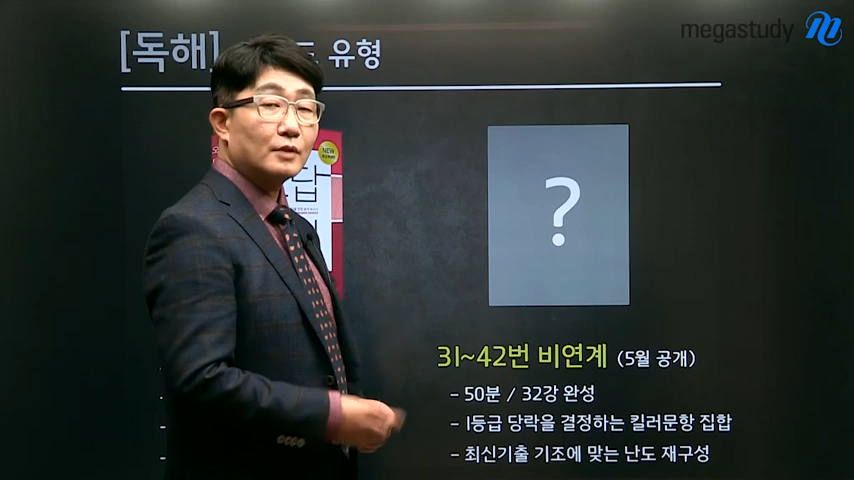 megastudy
[독해] 유형
NEW
답
?
31~42번 비연계 (5월 공개)
- 50분 / 32강 완성
- 1등급 당락을 결정하는 킬러문항 집합
- 최신기출 기조에 맞는 난도 재구성